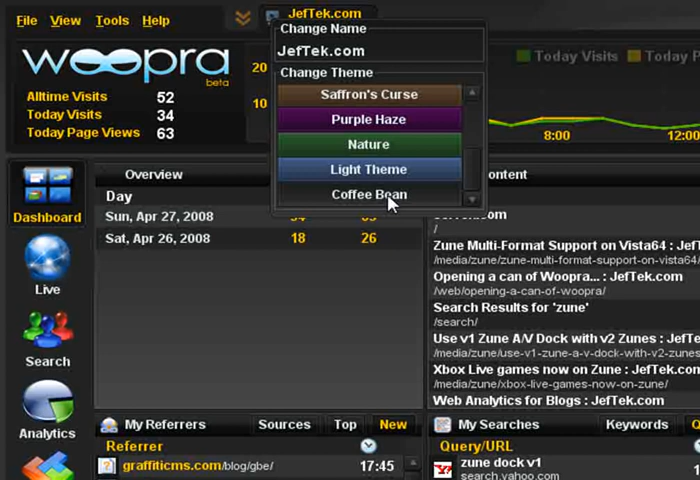 File View Tools Help
JefTek.com
Change Name
JefTek.com
Change Theme
Saffron's Curse
Purple Haze
Nature
Light Theme
Coffee Bean
woopra
beta
Alltime Visits 52
Today Visits 34
Today Page Views 63
20
10
Today Visits
Today P
8:00
12:00
Dashboard
Live
Search
Analytics
Overview
Day
Sun, Apr 27, 2008
Sat, Apr 26, 2008 18 26
ontent
/
Zune Multi-Format Support on Vista64 : JefTek.c
/media/zune/zune-multi-format-support-on-vista64
Opening a can of Woopra... : JefTek.com
/web/opening-a-can-of-woopra/
Search Results for 'zune'
/search/
Use v1 Zune A/V Dock with v2 Zunes : JefTek.co
/media/zune/use-v1-zune-a-v-dock-with-v2-zunes
Xbox Live games now on Zune : JefTek.com
/media/zune/xbox-live-games-now-on-zune/
Web Analytics for Blogs : JefTek.com
My Referrers Sources Top New
Referrer
graffiticms.com/blog/gbe/ 17:45
My Searches Keywords Q
Query/URL
zune dock v1
search.yahoo.com